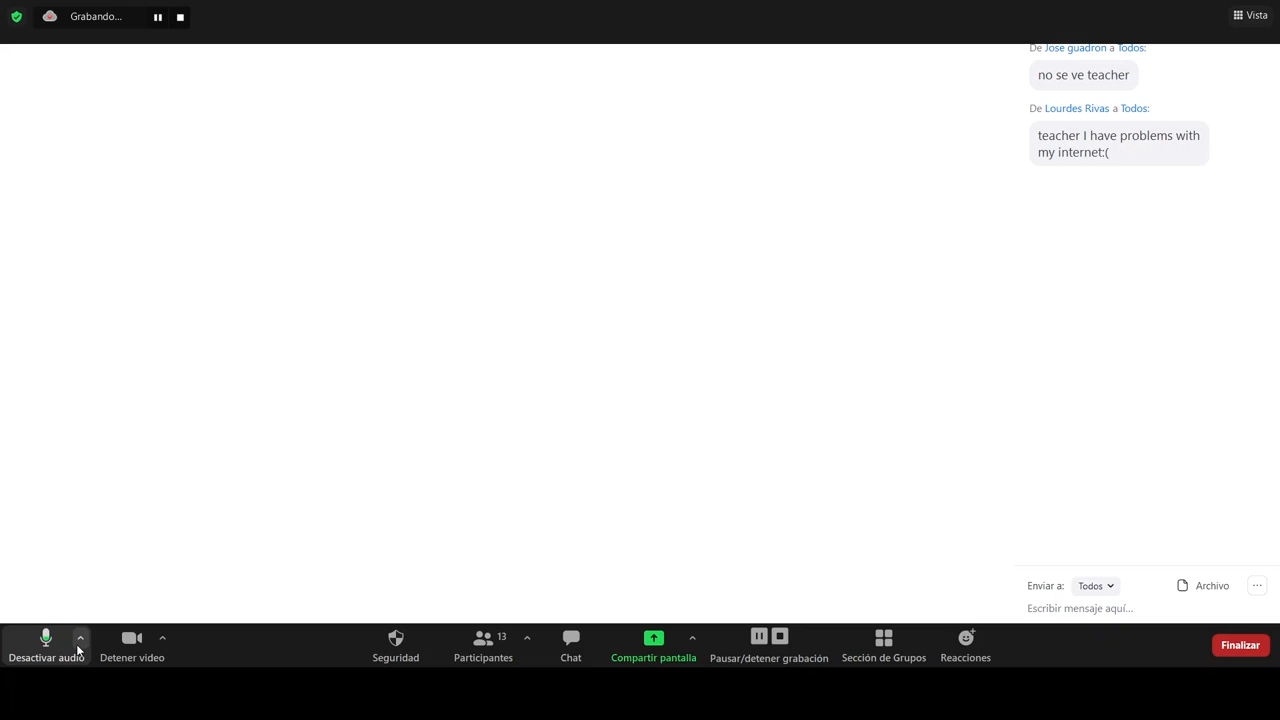 Grabando...
Vista
De Jose guadron a Todos:
no se ve teacher
De Lourdes Rivas a Todos:
teacher I have problems with
my internet:(
Enviar a: Todos Archivo ...
Escribir mensaje aquí...
13
Desactivar audio Detener video Seguridad Participantes Chat Compartir pantalla Pausar/detener grabación Sección de Grupos Reacciones Finalizar